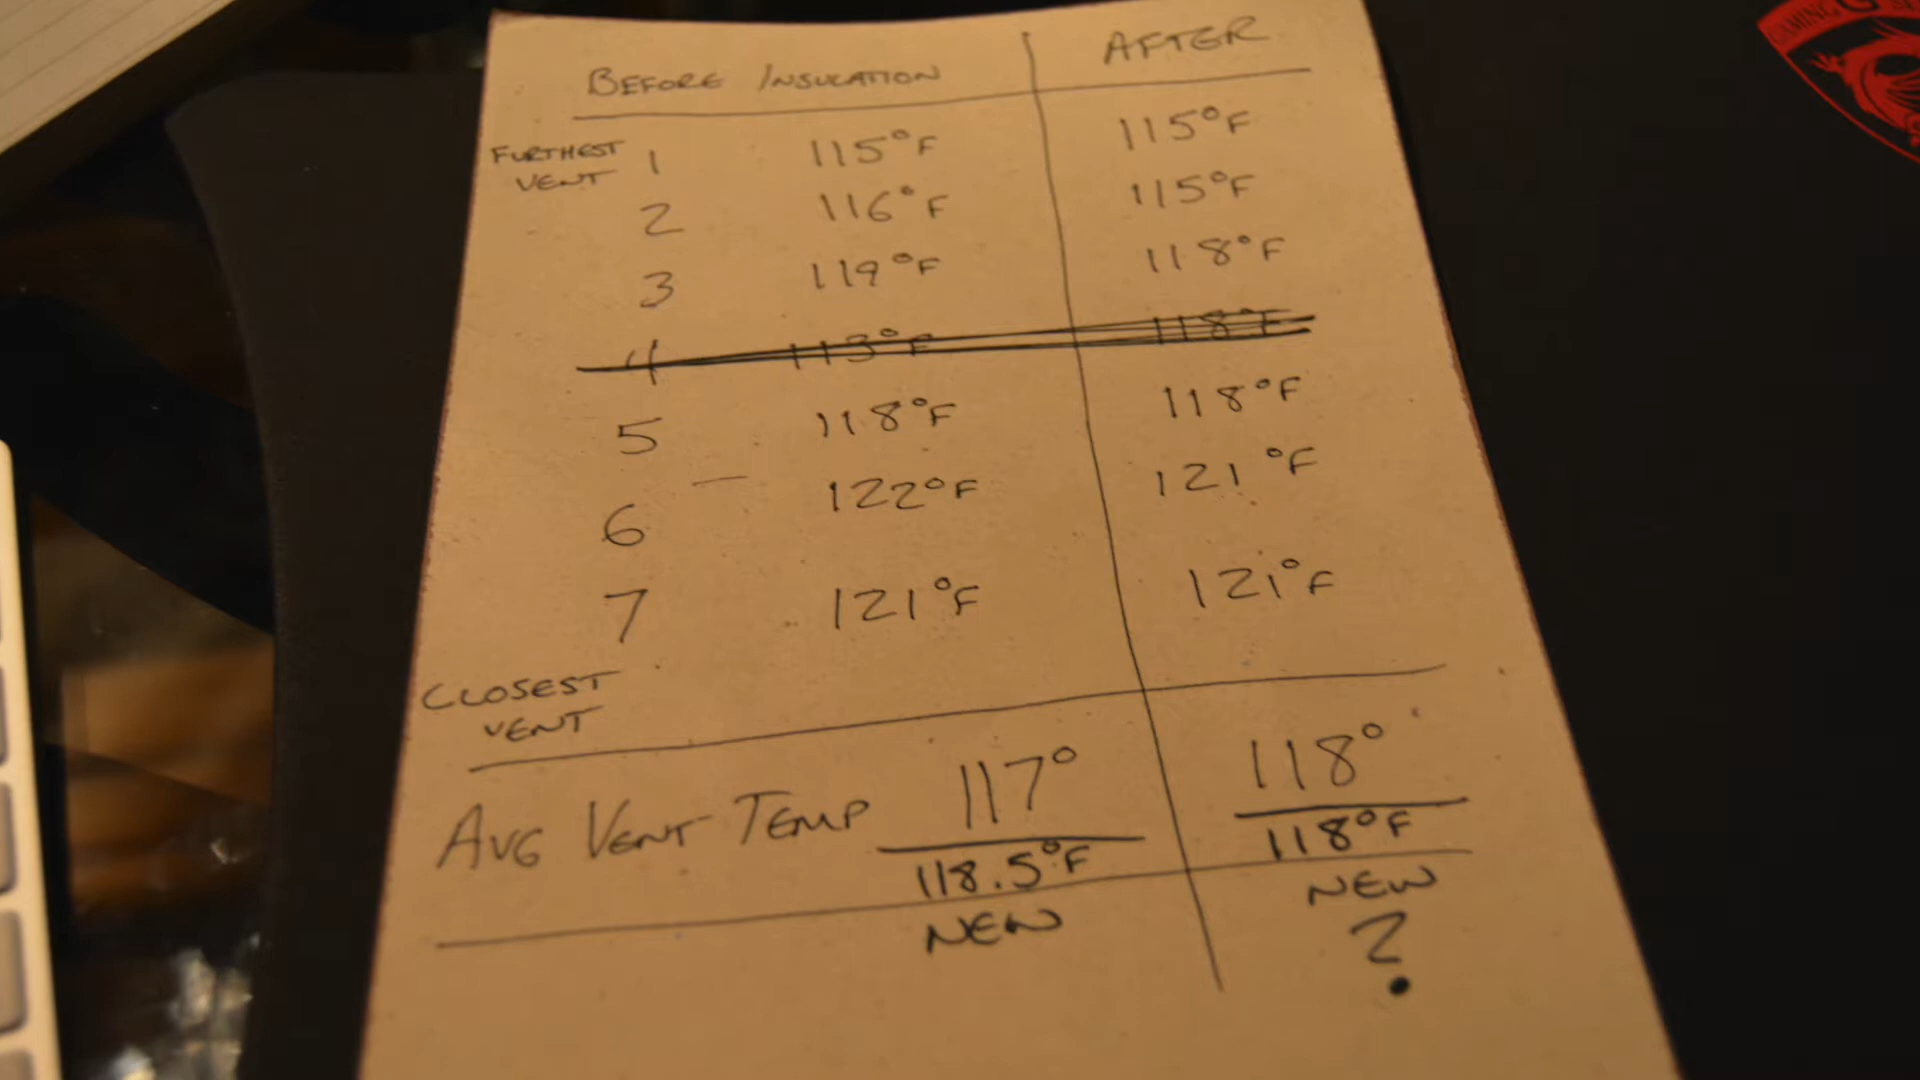 BEFORE INSULATION AFTER
FURTHEST VENT 1 115°F 115°F
2 116°F 115°F
3 119°F 118°F
4 113°F 118°F
5 118°F 118°F
6 122°F 121°F
7 121°F 121°F
CLOSEST VENT
AVG VENT TEMP 117° 118°
118.5°F 118°F
NEW NEW
?
GAMING